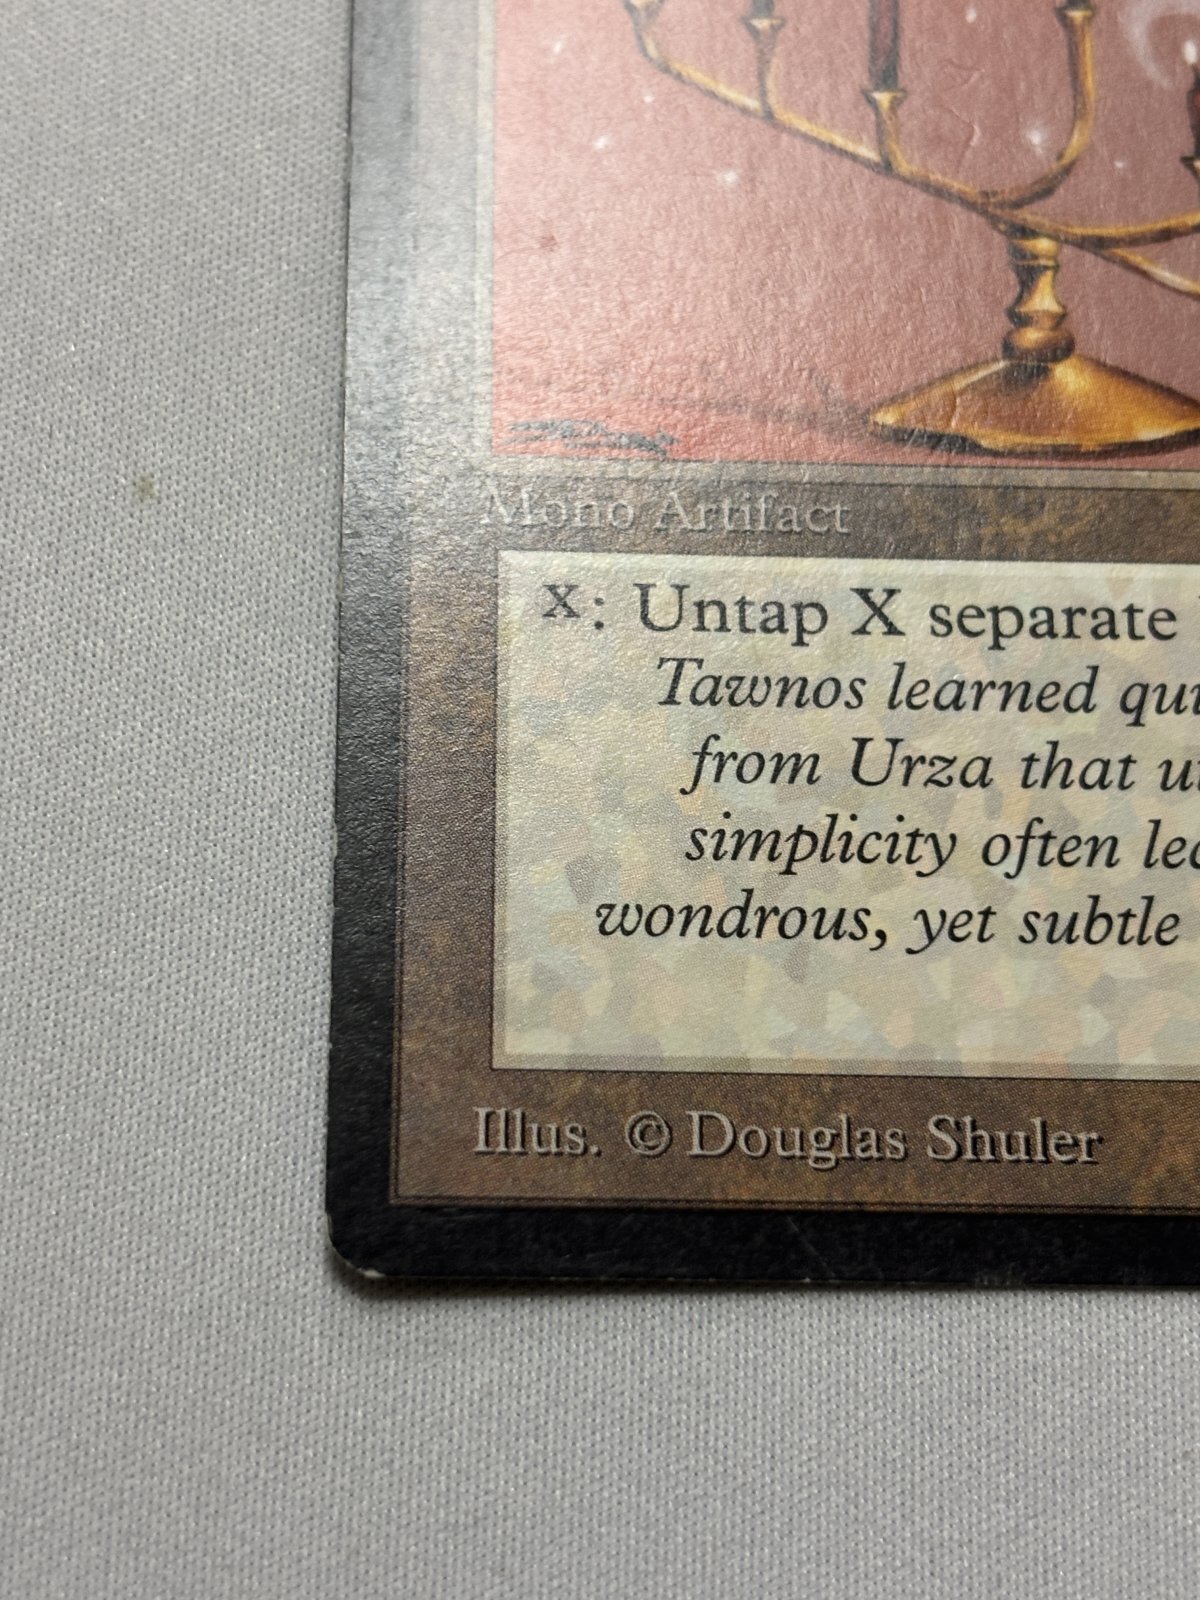 Mono Artifact
X: Untap X separate
Tawnos learned
from Urza that
simplicity often
wondrous, yet subtle
Illus. © Douglas Shuler